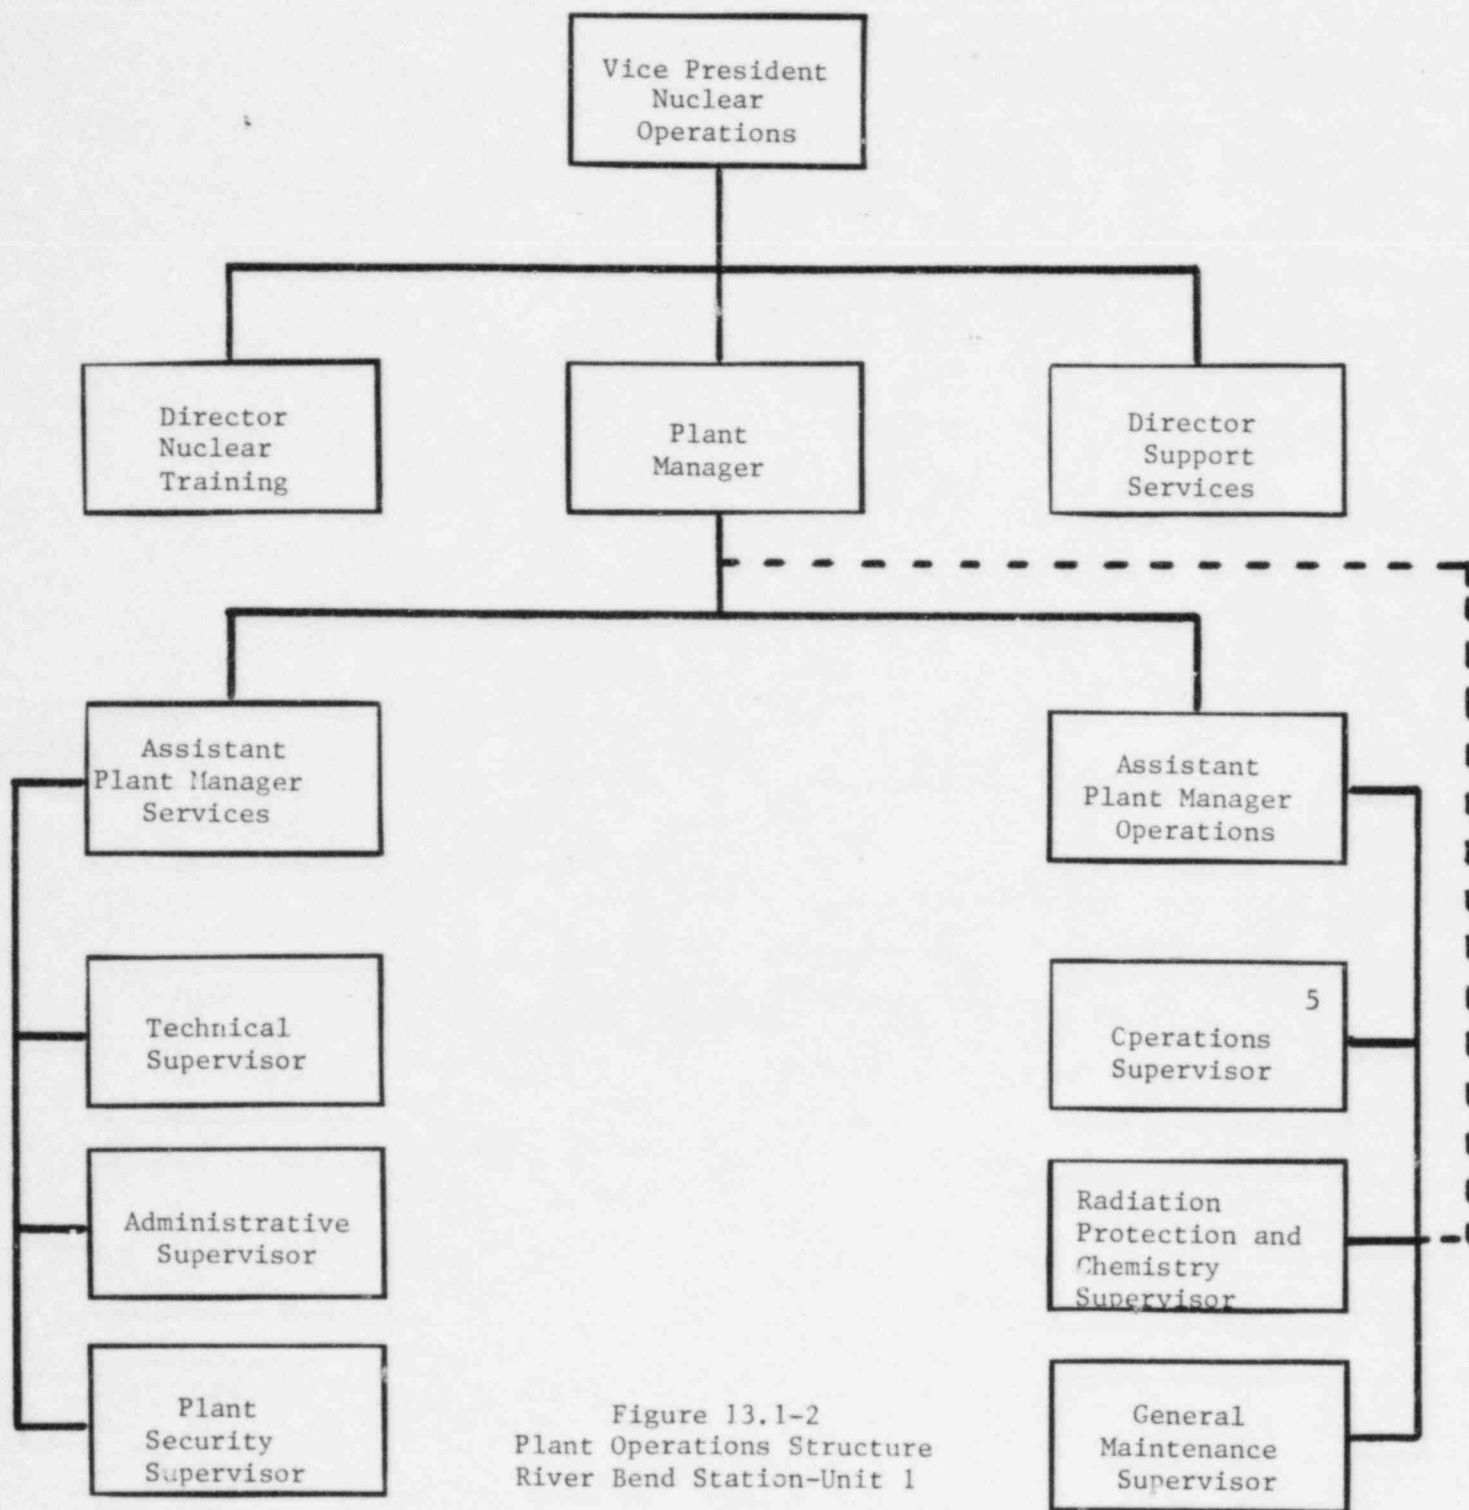 Vice President
Nuclear
Operations
Director
Nuclear
Training
Plant
Manager
Director
Support
Services
Assistant
Plant Manager
Services
Assistant
Plant Manager
Operations
Technical
Supervisor
5
Cperations
Supervisor
Administrative
Supervisor
Radiation
Protection and
Chemistry
Supervisor
Plant
Security
Supervisor
Figure 13.1-2
Plant Operations Structure
River Bend Station-Unit 1
General
Maintenance
Supervisor